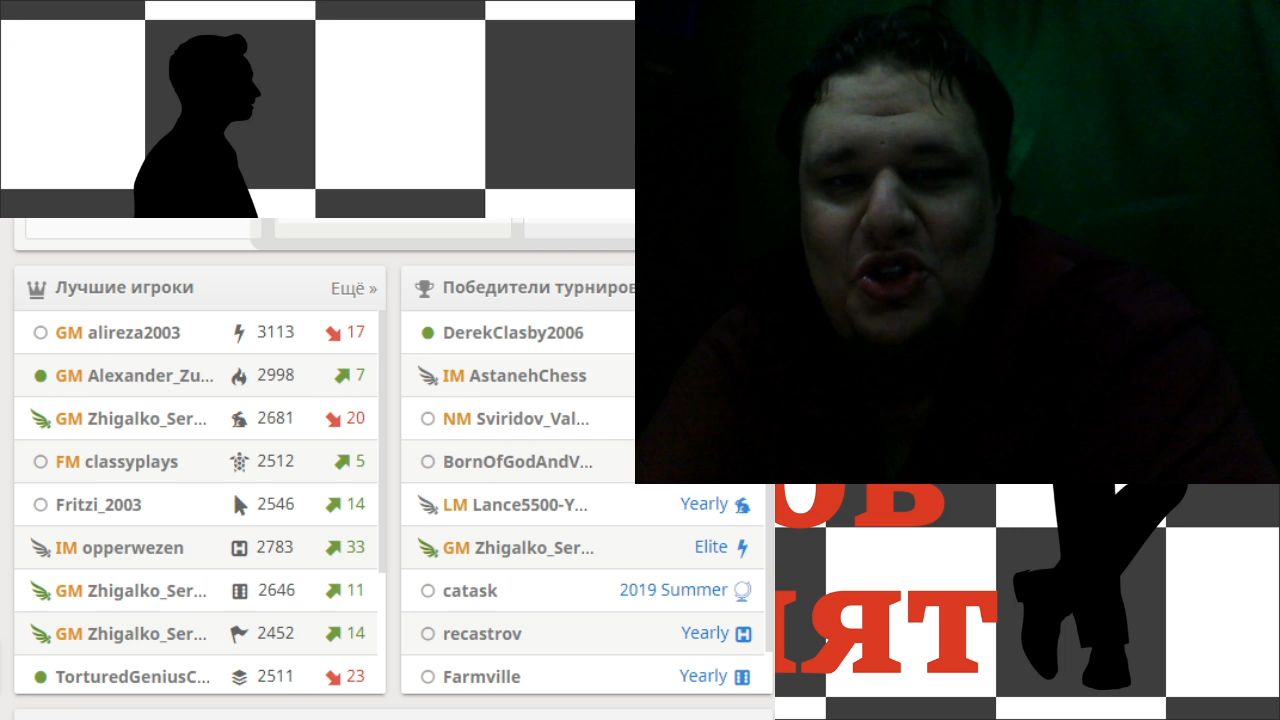 Лучшие игроки Ещё »
GM alireza2003 3113 17
GM Alexander_Zu... 2998 7
GM Zhigalko_Ser... 2681 20
FM classyplays 2512 5
Fritzi_2003 2546 14
IM opperwezen 2783 33
GM Zhigalko_Ser... 2646 11
GM Zhigalko_Ser... 2452 14
TorturedGeniusC... 2511 23
Победители турниров
DerekClasby2006
IM AstanehChess
NM Sviridov_Val...
BornOfGodAndV...
LM Lance5500-Y... Yearly
GM Zhigalko_Ser... Elite
catask 2019 Summer
recastrov Yearly
Farmville Yearly
ОВ
ЯТ